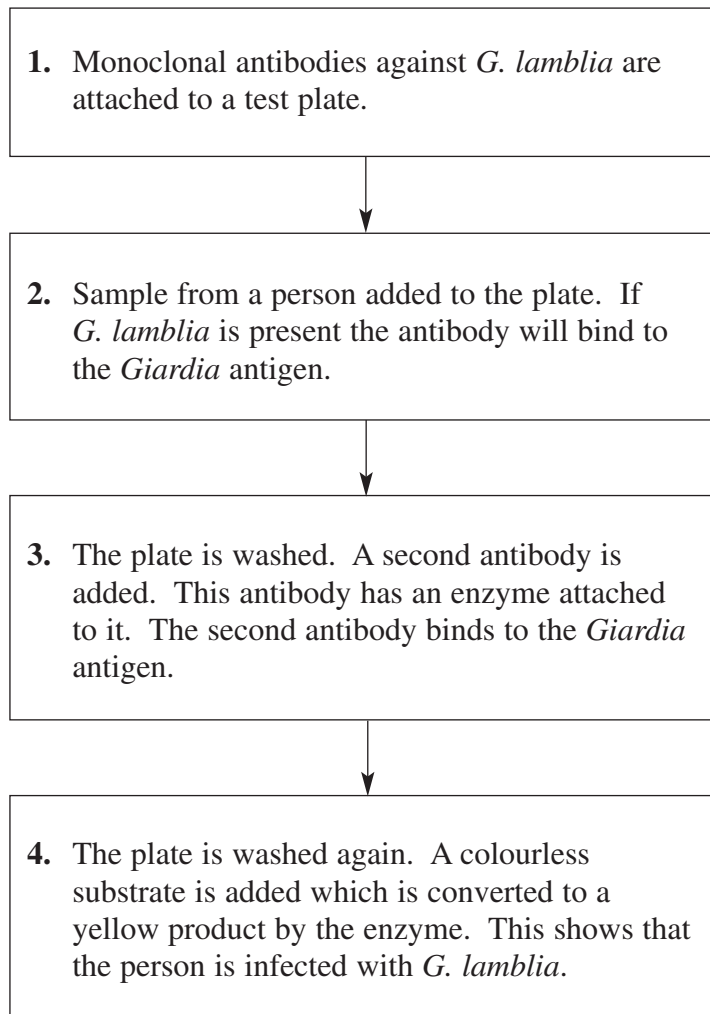 1. Monoclonal antibodies against G. lamblia are
attached to a test plate.
2. Sample from a person added to the plate. If
G. lamblia is present the antibody will bind to
the Giardia antigen.
3. The plate is washed. A second antibody is
added. This antibody has an enzyme attached
to it. The second antibody binds to the Giardia
antigen.
4. The plate is washed again. A colourless
substrate is added which is converted to a
yellow product by the enzyme. This shows that
the person is infected with G. lamblia.